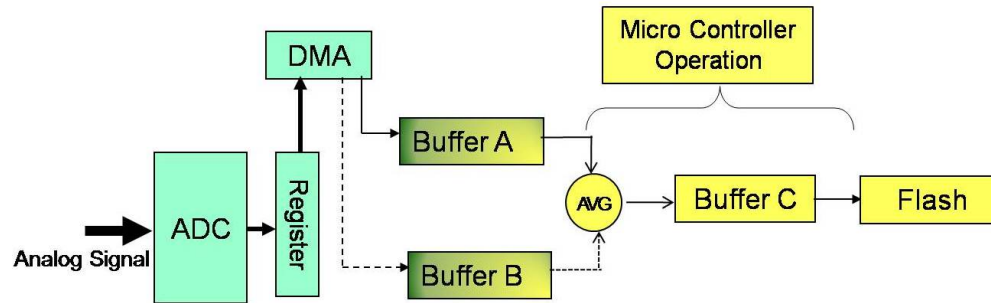 Micro Controller
Operation
DMA
Buffer A
Register
ADC
AVG
Buffer C
Flash
Analog Signal
Buffer B